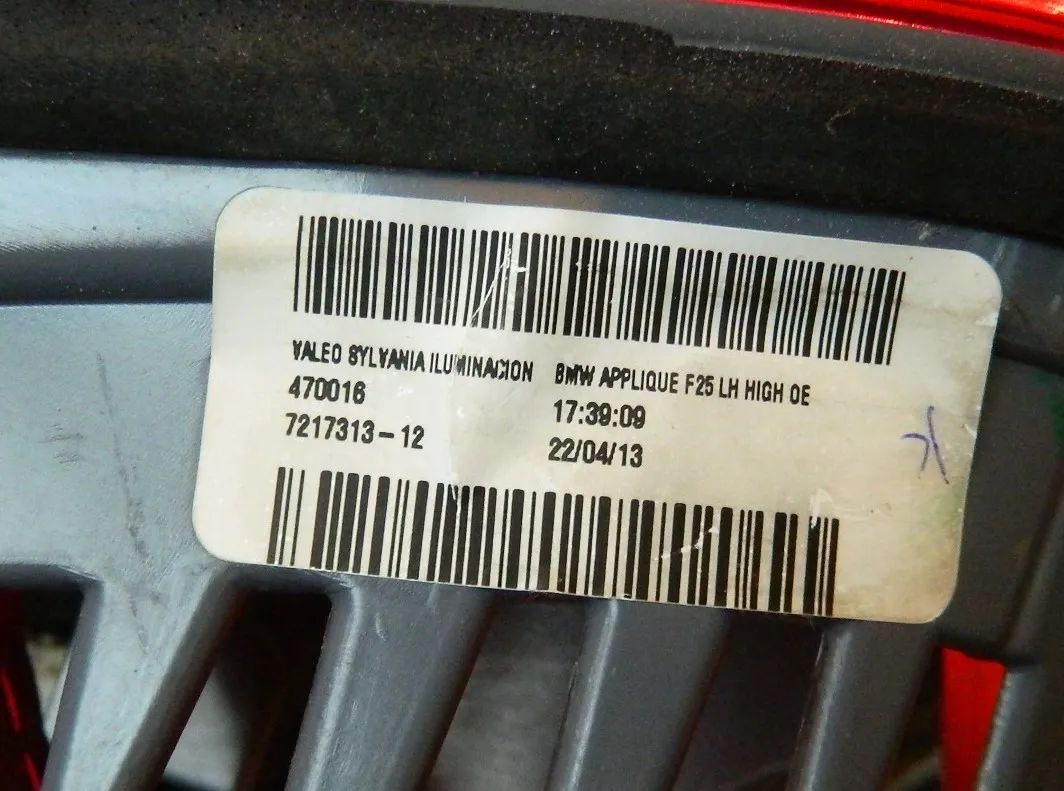 VALEO SYLVANIA ILUMINACION BMW APPLIQUE F25 LH HIGH OE
470016 17:39:09
7217313-12 22/04/13